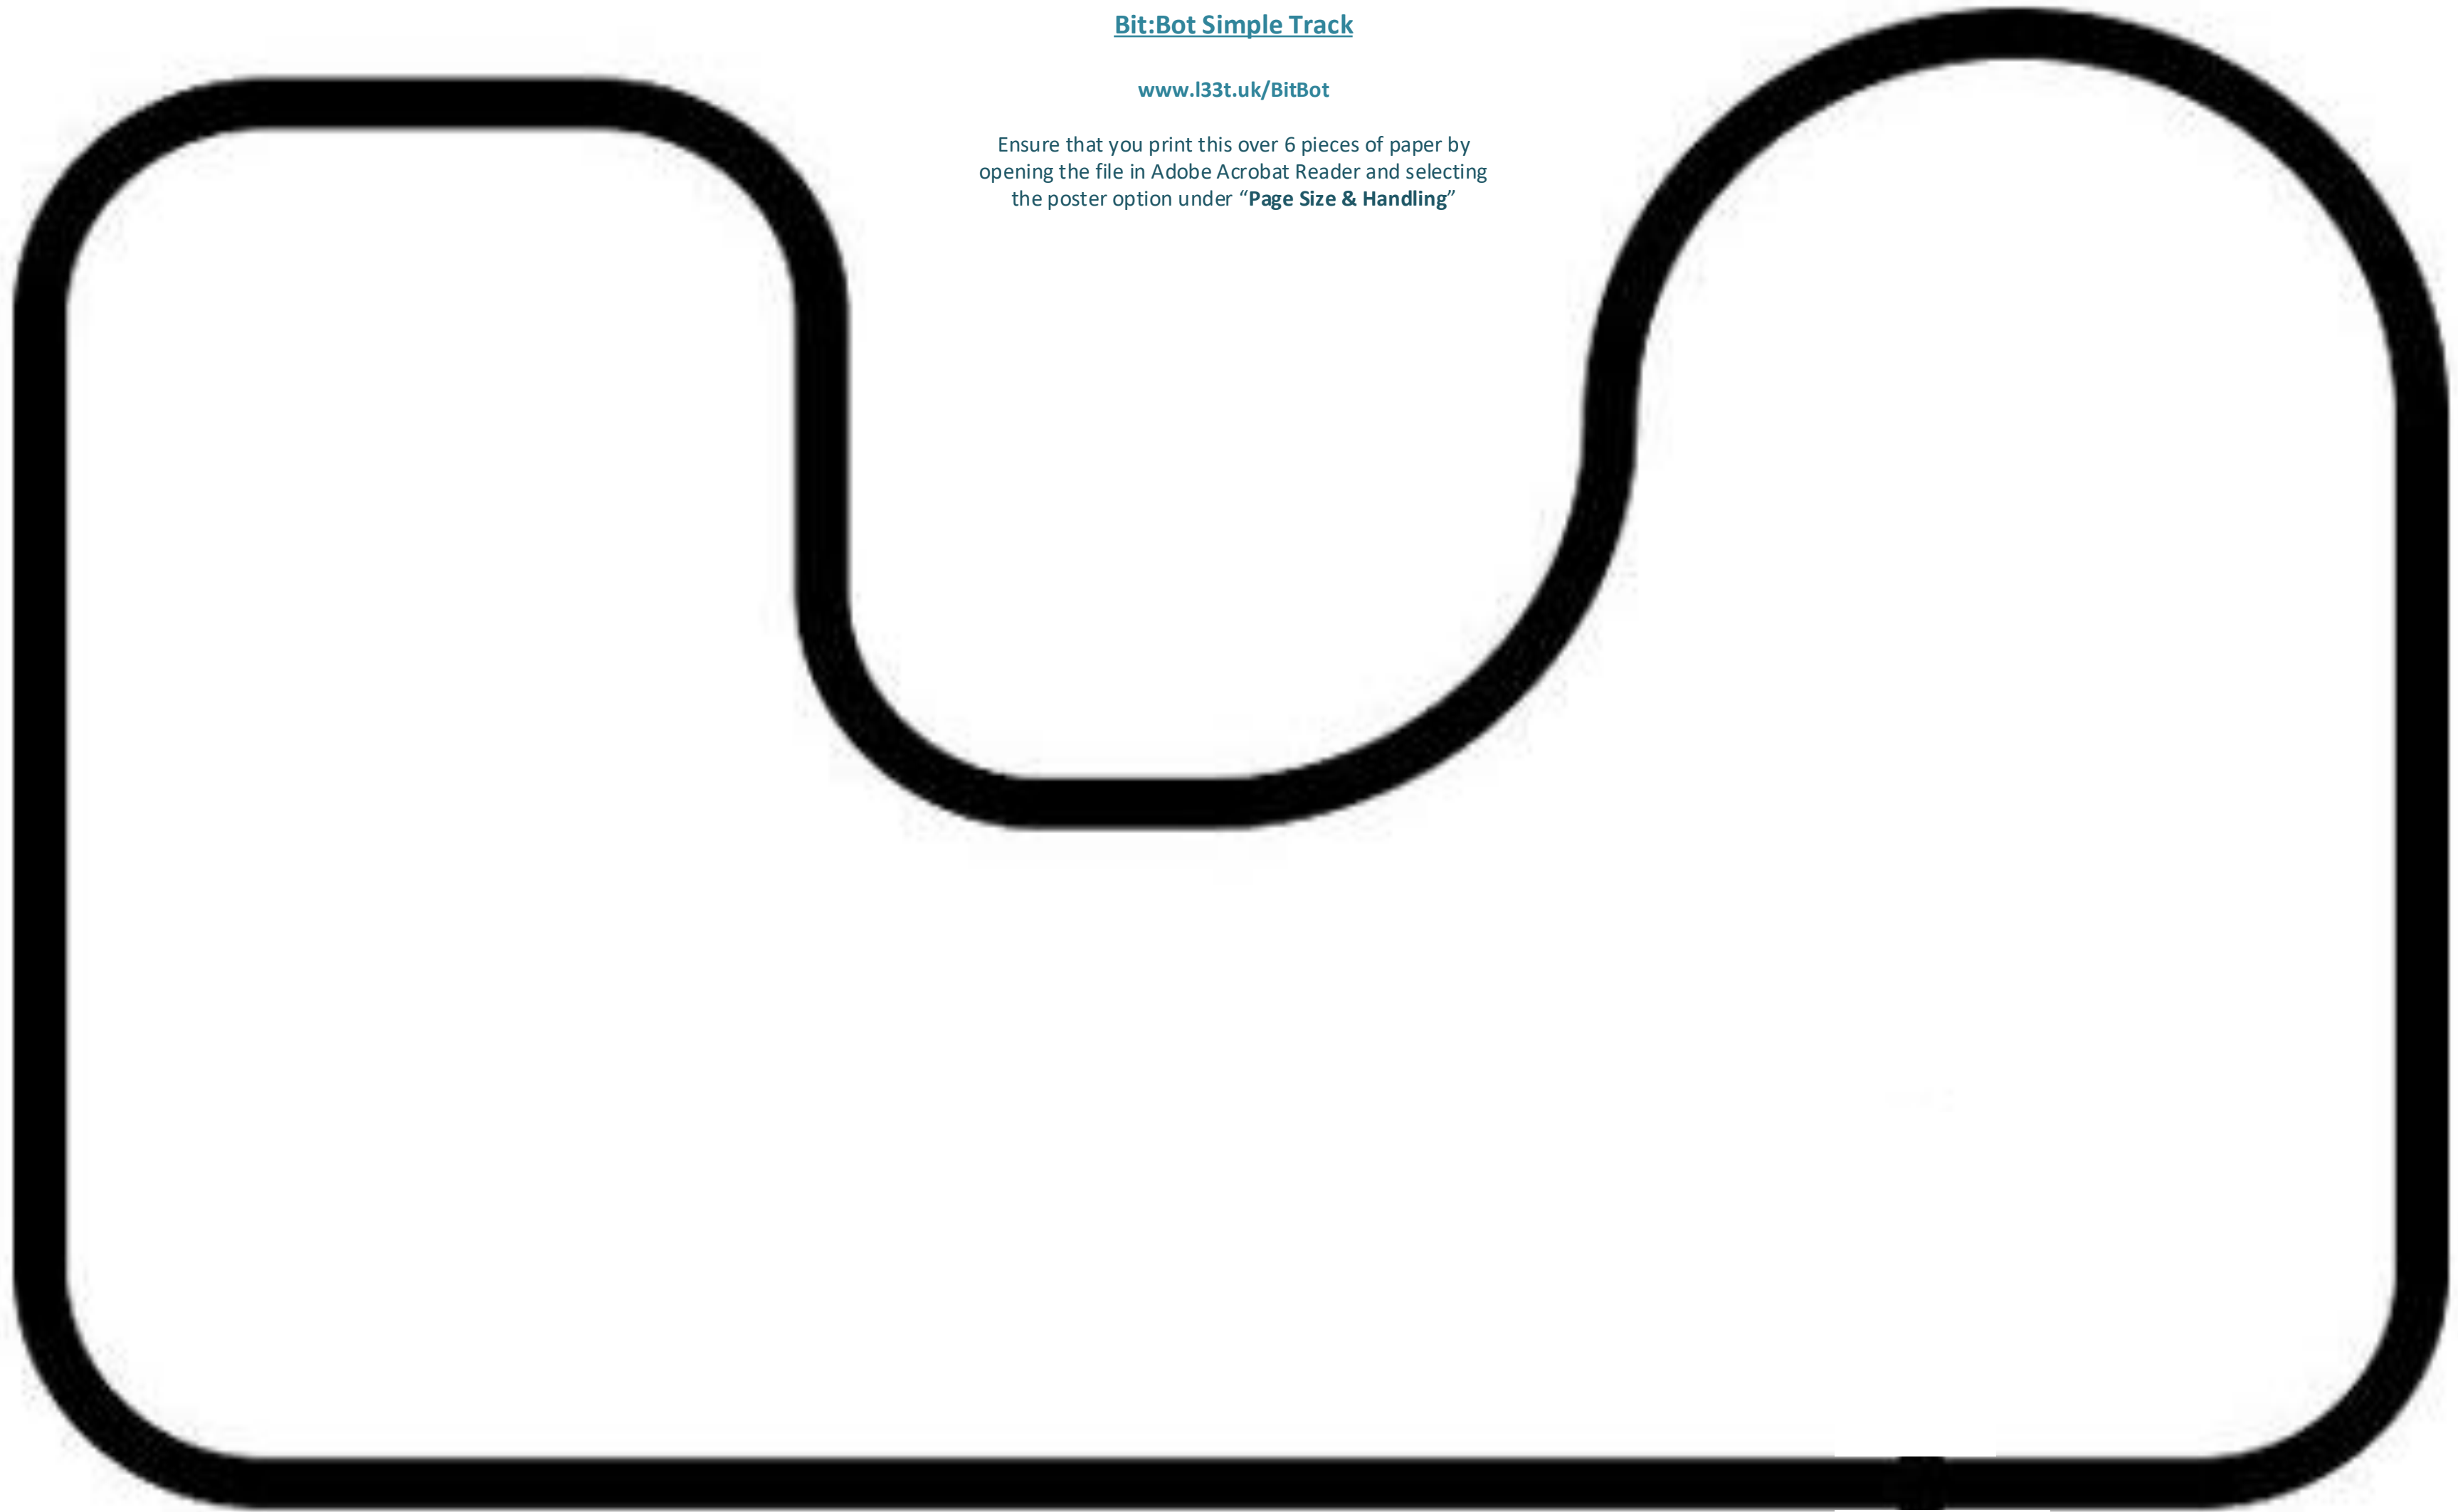 Bit:Bot Simple Track
www.l33t.uk/BitBot
Ensure that you print this over 6 pieces of paper by
opening the file in Adobe Acrobat Reader and selecting
the poster option under “Page Size & Handling”